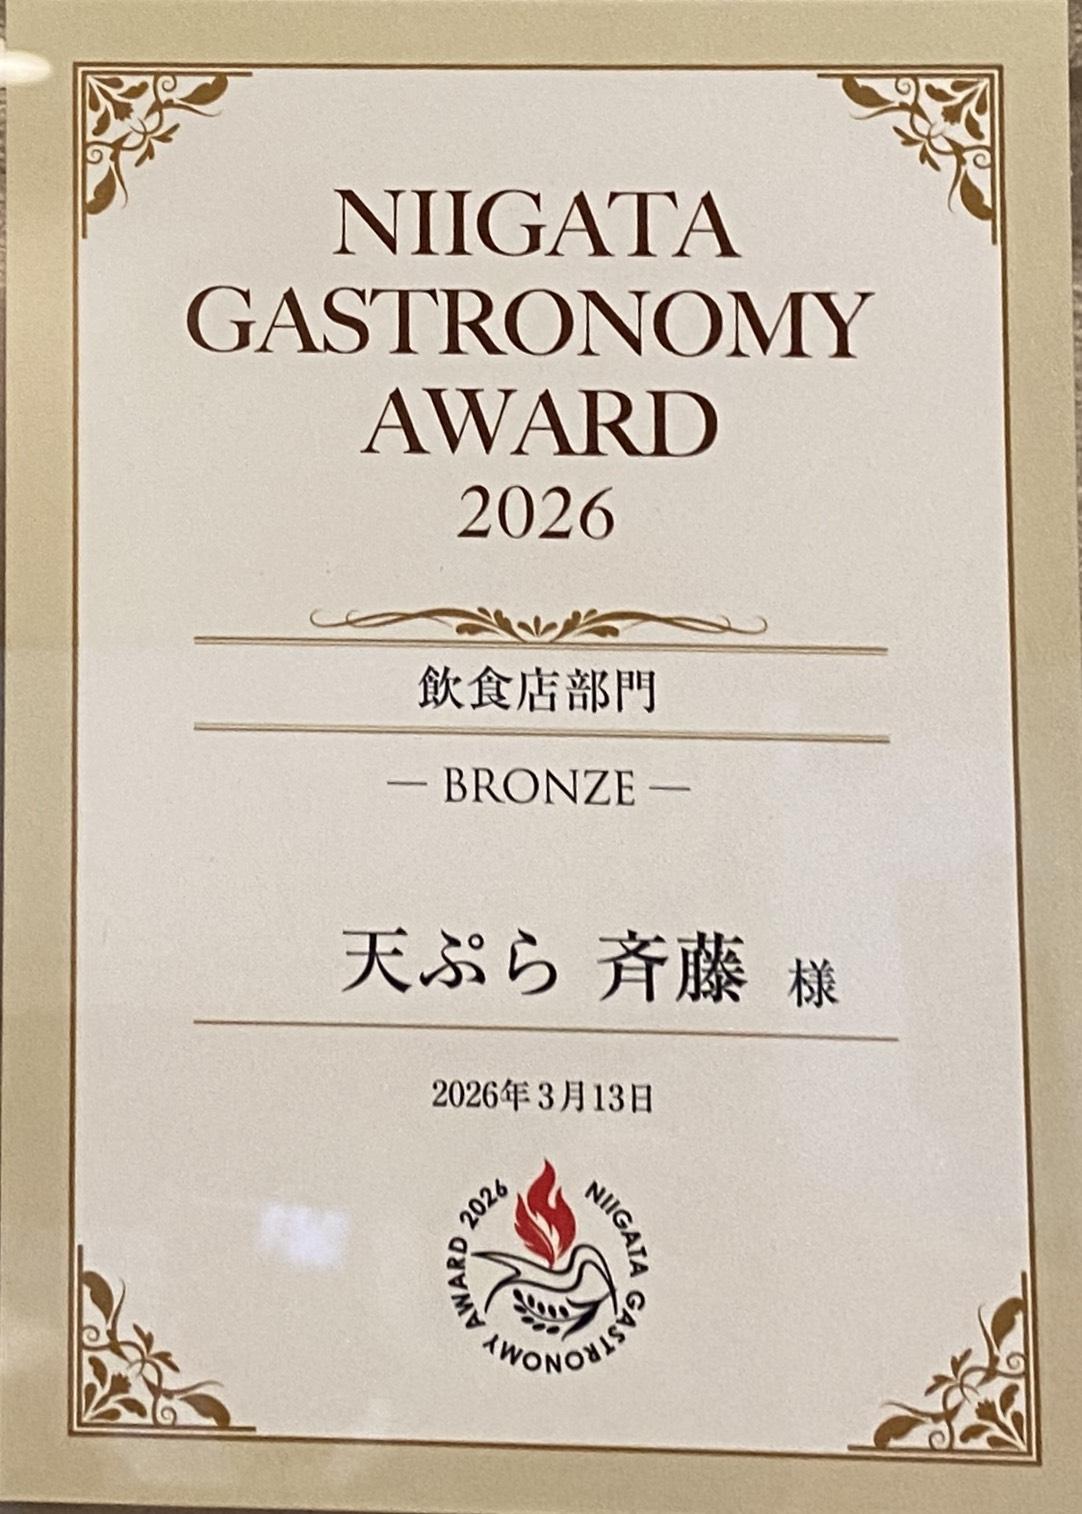 NIIGATA
GASTRONOMY
AWARD
2026
飲食店部門
— BRONZE —
天ぷら 斉藤 様
2026年3月13日
NIIGATA GASTRONOMY AWARD 2026